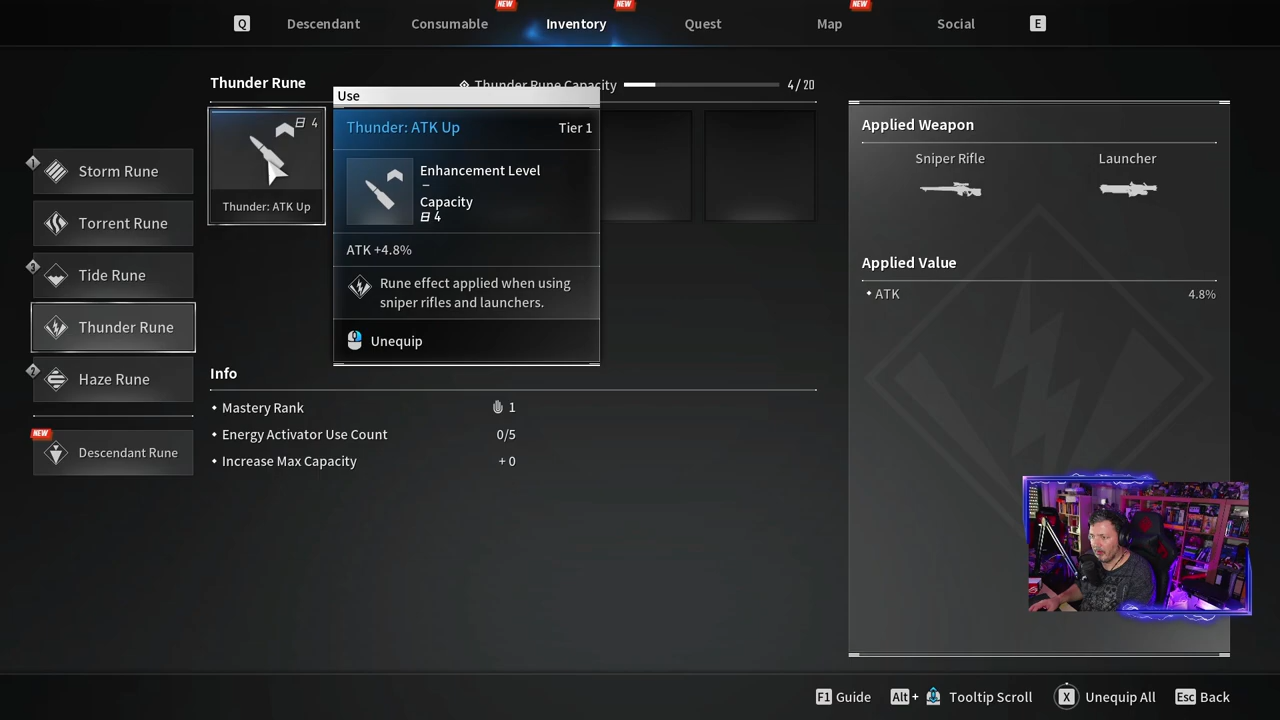 Q
Descendant
Consumable
NEW
Inventory
NEW
Quest
Map
NEW
Social
E
Thunder Rune
Thunder Rune Capacity
4/20
4
Thunder: ATK Up
Use
Thunder: ATK Up
Tier 1
Enhancement Level
–
Capacity
4
ATK +4.8%
Rune effect applied when using
sniper rifles and launchers.
Unequip
1
Storm Rune
Torrent Rune
3
Tide Rune
Thunder Rune
2
Haze Rune
NEW
Descendant Rune
Info
Mastery Rank
1
Energy Activator Use Count
0/5
Increase Max Capacity
+ 0
Applied Weapon
Sniper Rifle
Launcher
Applied Value
ATK
4.8%
F1 Guide
Alt + Tooltip Scroll
X Unequip All
Esc Back